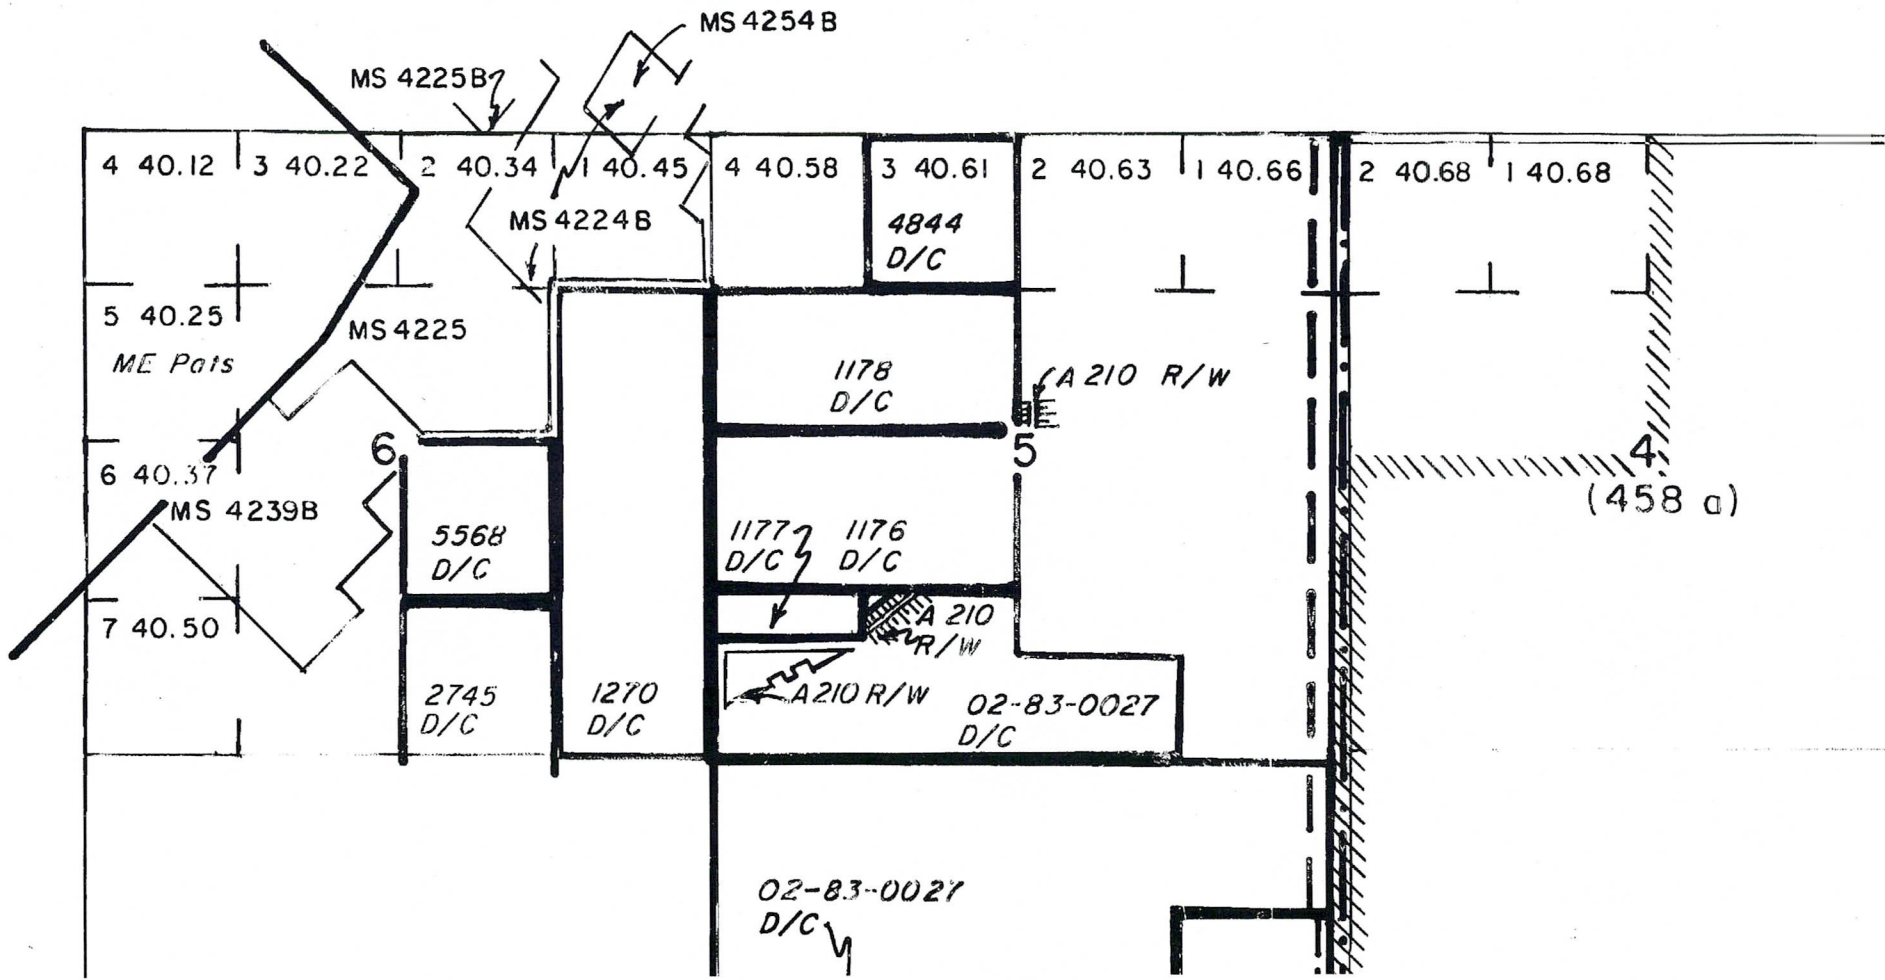 MS 4254B
MS 4225B
4 40.12
3 40.22
2 40.34
1 40.45
4 40.58
3 40.61
2 40.63
1 40.66
2 40.68
1 40.68
MS 4224B
4844
D/C
5 40.25
MS 4225
ME Pats
1178
D/C
A 210 R/W
6
5
4
6 40.37
(458 a)
MS 4239B
5568
D/C
1177
D/C
1176
D/C
7 40.50
A 210
R/W
2745
D/C
1270
D/C
A210 R/W
02-83-0027
D/C
02-83-0027
D/C